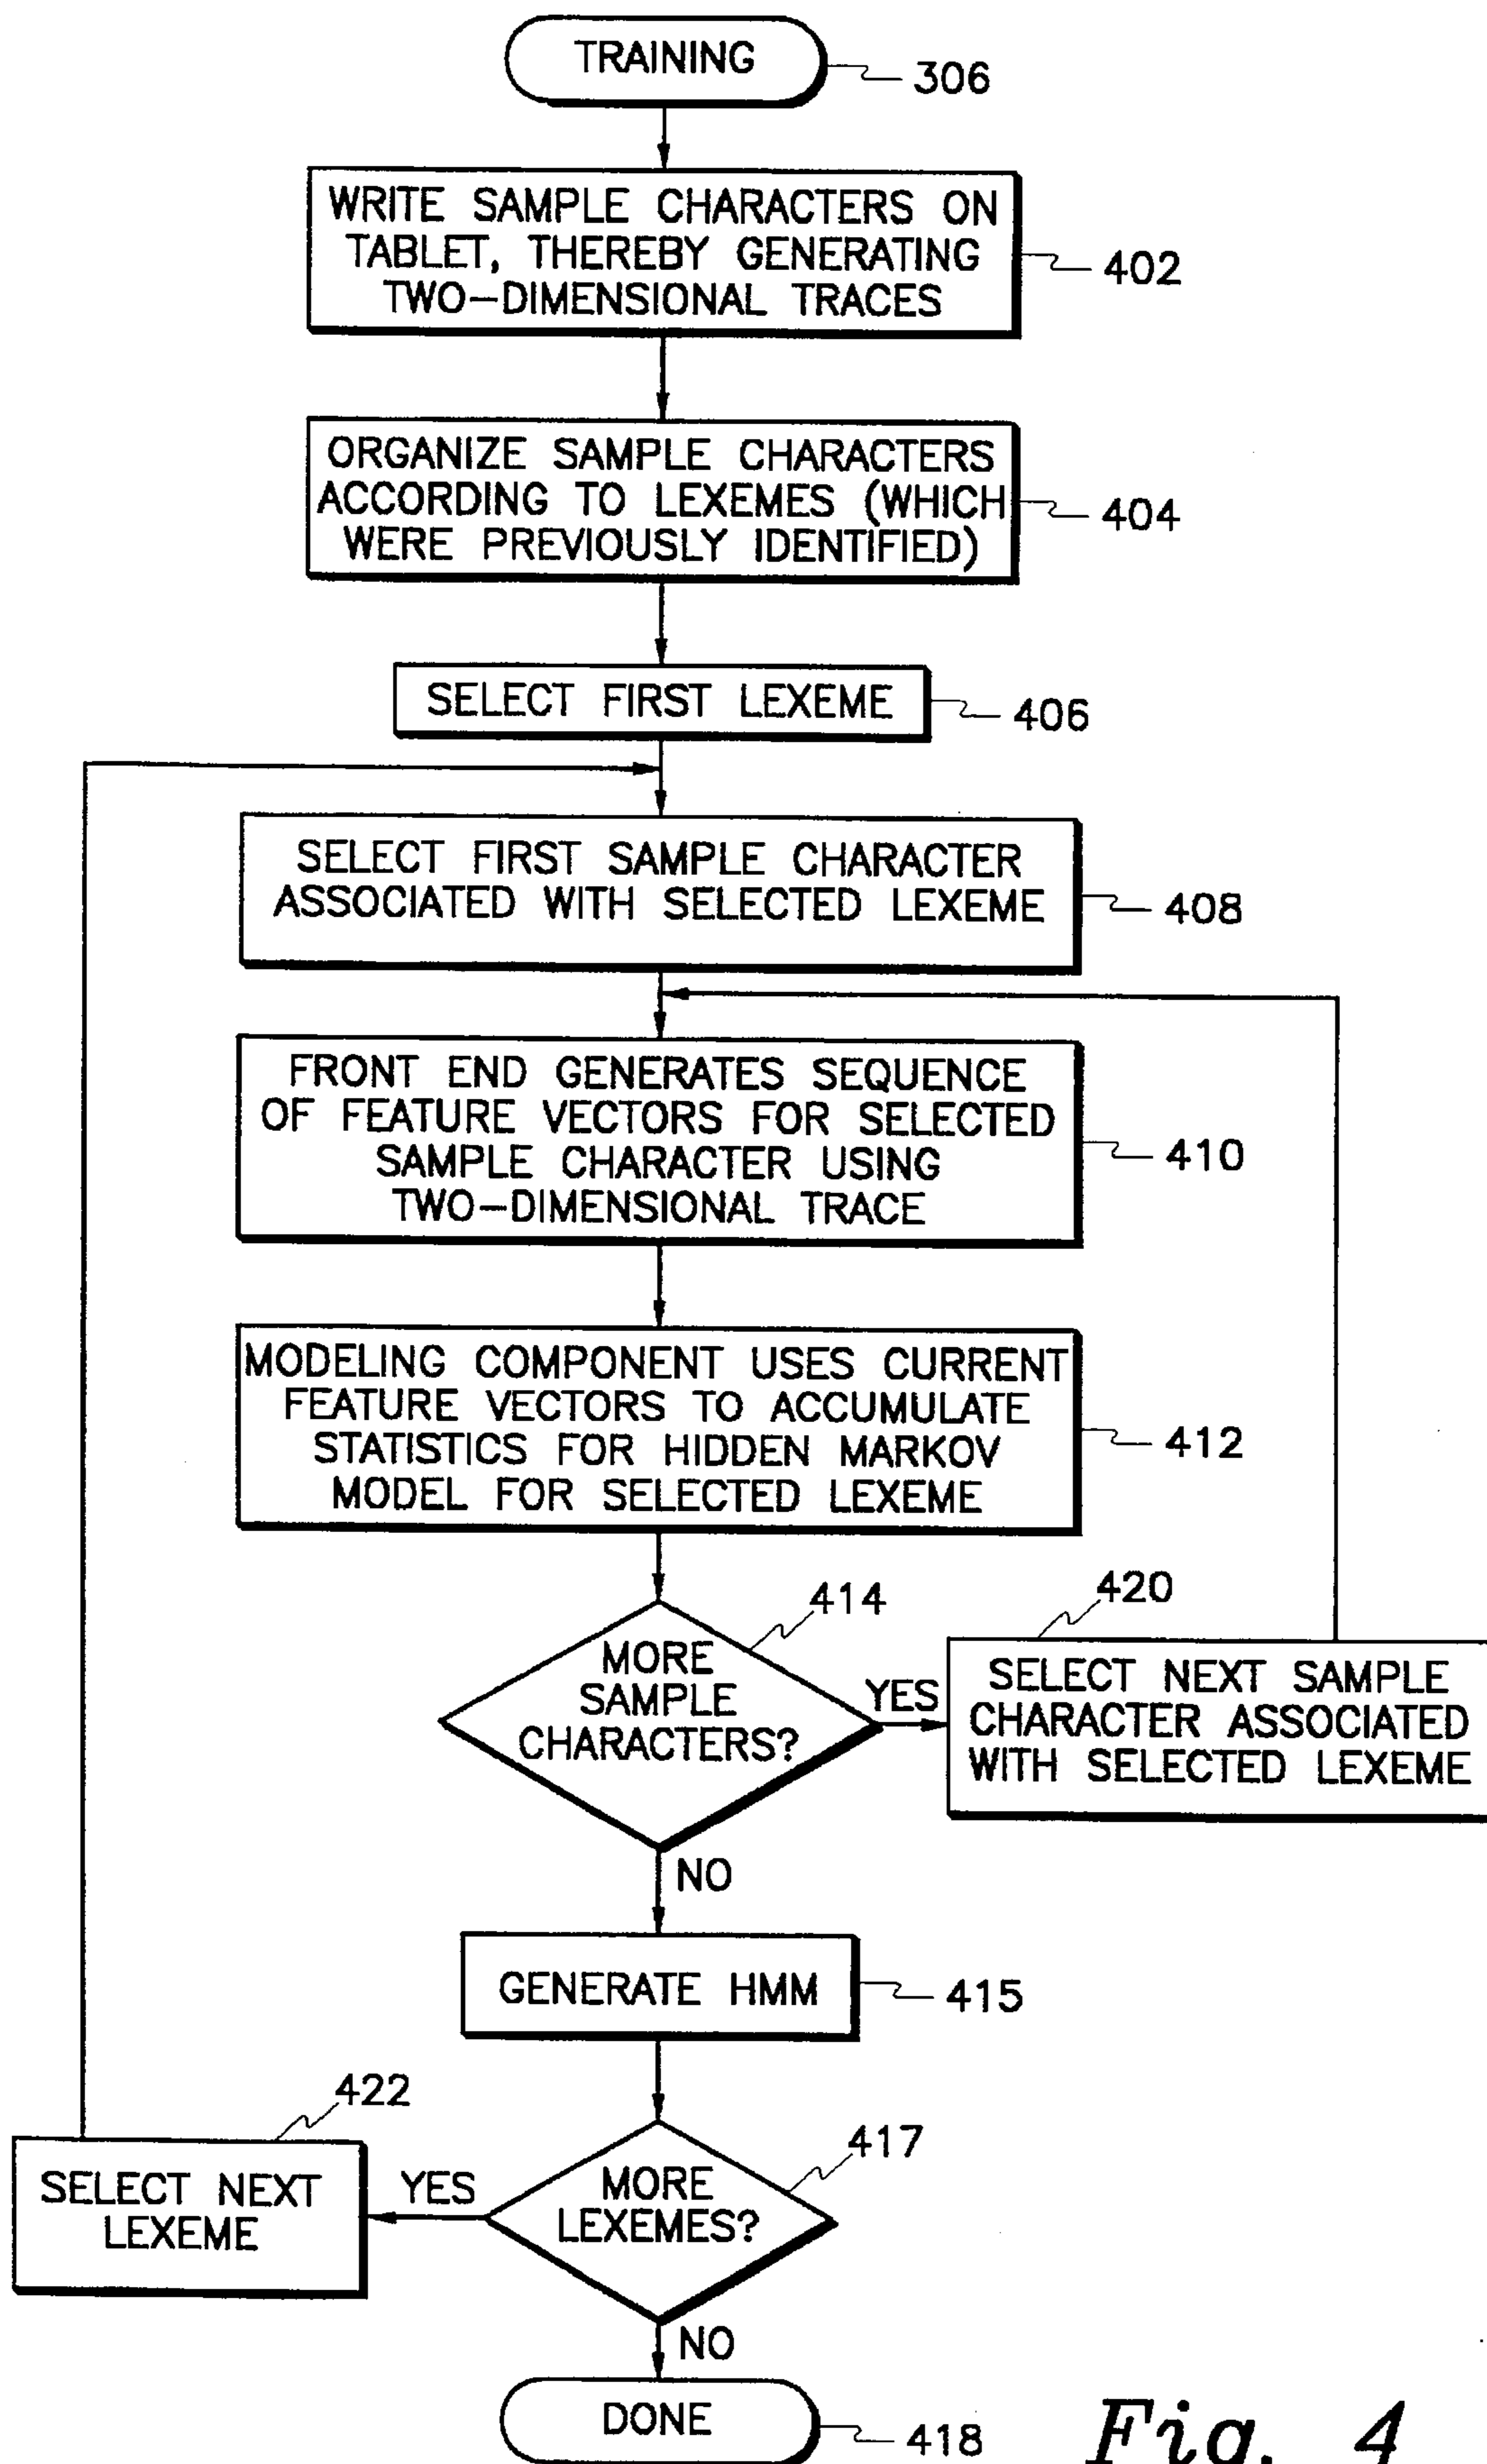 TRAINING
306
WRITE SAMPLE CHARACTERS ON
TABLET, THEREBY GENERATING
TWO-DIMENSIONAL TRACES
402
ORGANIZE SAMPLE CHARACTERS
ACCORDING TO LEXEMES (WHICH
WERE PREVIOUSLY IDENTIFIED)
404
SELECT FIRST LEXEME
406
SELECT FIRST SAMPLE CHARACTER
ASSOCIATED WITH SELECTED LEXEME
408
FRONT END GENERATES SEQUENCE
OF FEATURE VECTORS FOR SELECTED
SAMPLE CHARACTER USING
TWO-DIMENSIONAL TRACE
410
MODELING COMPONENT USES CURRENT
FEATURE VECTORS TO ACCUMULATE
STATISTICS FOR HIDDEN MARKOV
MODEL FOR SELECTED LEXEME
412
414
MORE
SAMPLE
CHARACTERS?
YES
420
SELECT NEXT SAMPLE
CHARACTER ASSOCIATED
WITH SELECTED LEXEME
NO
GENERATE HMM
415
417
MORE
LEXEMES?
YES
422
SELECT NEXT
LEXEME
NO
DONE
418
Fig. 4